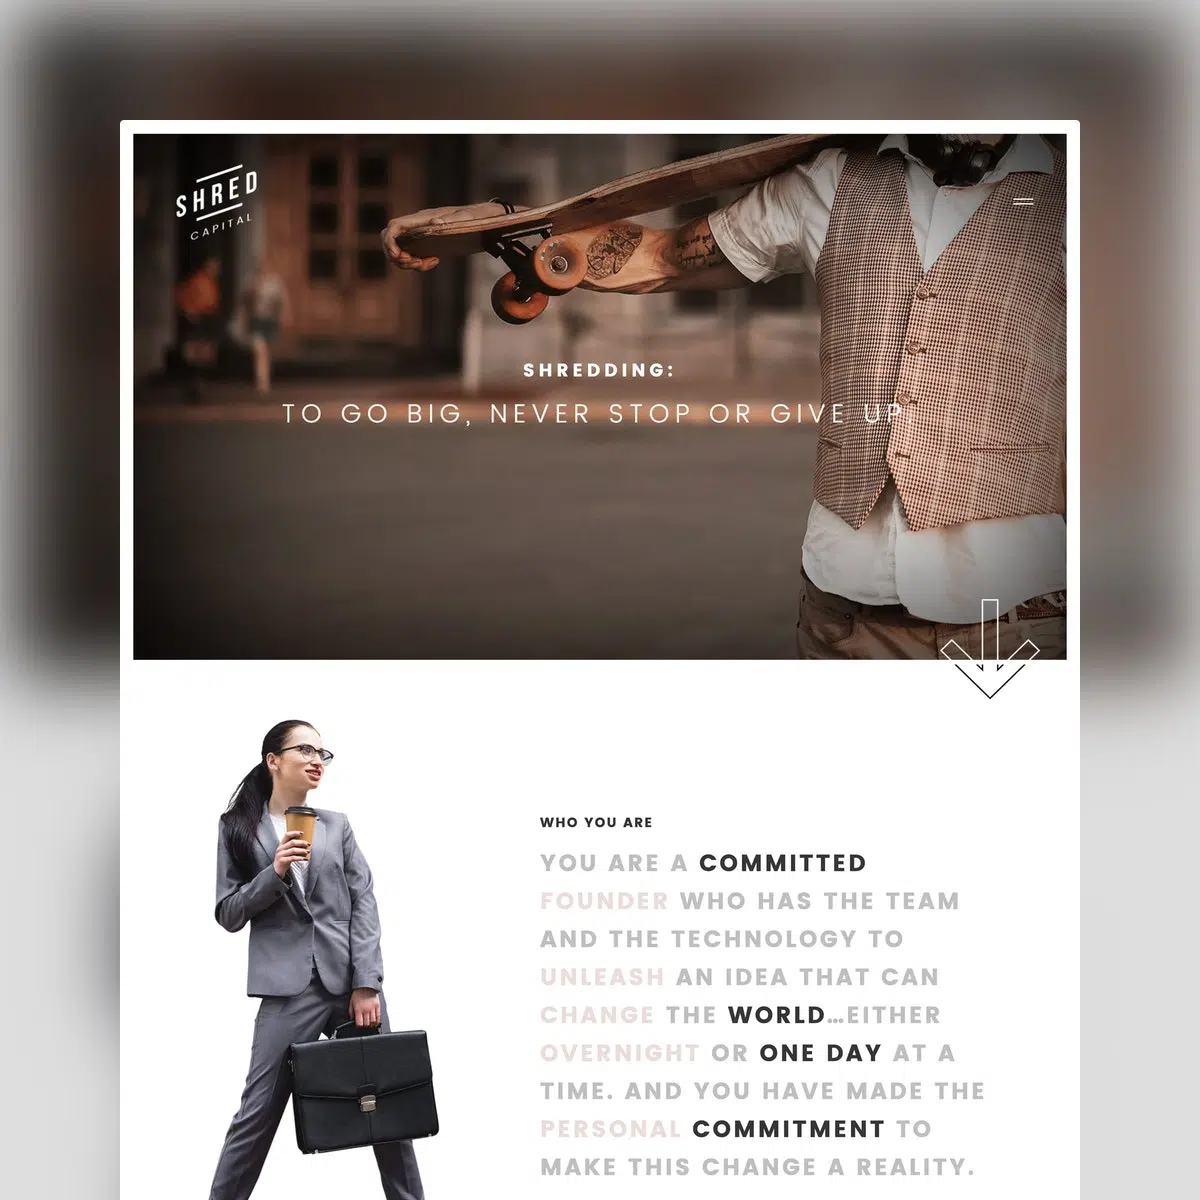 SHRED
CAPITAL
SHREDDING:
TO GO BIG, NEVER STOP OR GIVE UP
WHO YOU ARE
YOU ARE A COMMITTED
FOUNDER WHO HAS THE TEAM
AND THE TECHNOLOGY TO
UNLEASH AN IDEA THAT CAN
CHANGE THE WORLD...EITHER
OVERNIGHT OR ONE DAY AT A
TIME. AND YOU HAVE MADE THE
PERSONAL COMMITMENT TO
MAKE THIS CHANGE A REALITY.